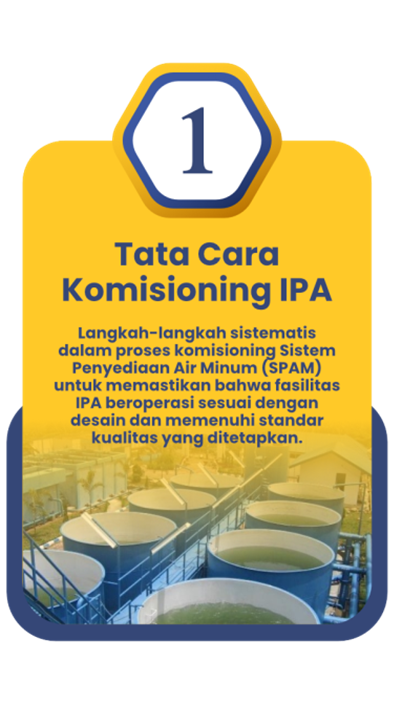 1
Tata Cara
Komisioning IPA
Langkah-langkah sistematis
dalam proses komisioning Sistem
Penyediaan Air Minum (SPAM)
untuk memastikan bahwa fasilitas
IPA beroperasi sesuai dengan
desain dan memenuhi standar
kualitas yang ditetapkan.